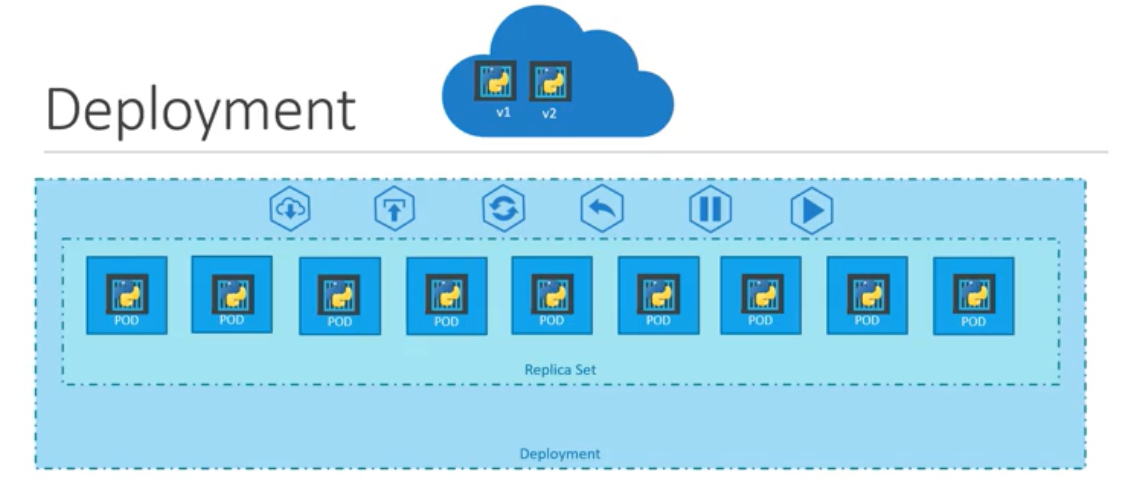 Deployment
v1 v2
POD POD POD POD POD POD POD POD POD
Replica Set
Deployment